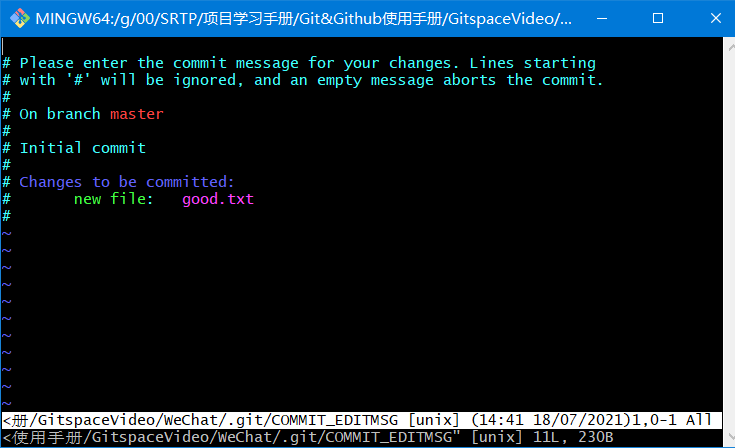 MINGW64:/g/00/SRTP/项目学习手册/Git&Github使用手册/GitspaceVideo/...
# Please enter the commit message for your changes. Lines starting
# with '#' will be ignored, and an empty message aborts the commit.
#
# On branch master
#
# Initial commit
#
# Changes to be committed:
#       new file:   good.txt
#
~
~
~
~
~
~
~
~
~
~
~
<册/GitspaceVideo/WeChat/.git/COMMIT_EDITMSG [unix] (14:41 18/07/2021)1,0-1 All
<使用手册/GitspaceVideo/WeChat/.git/COMMIT_EDITMSG" [unix] 11L, 230B